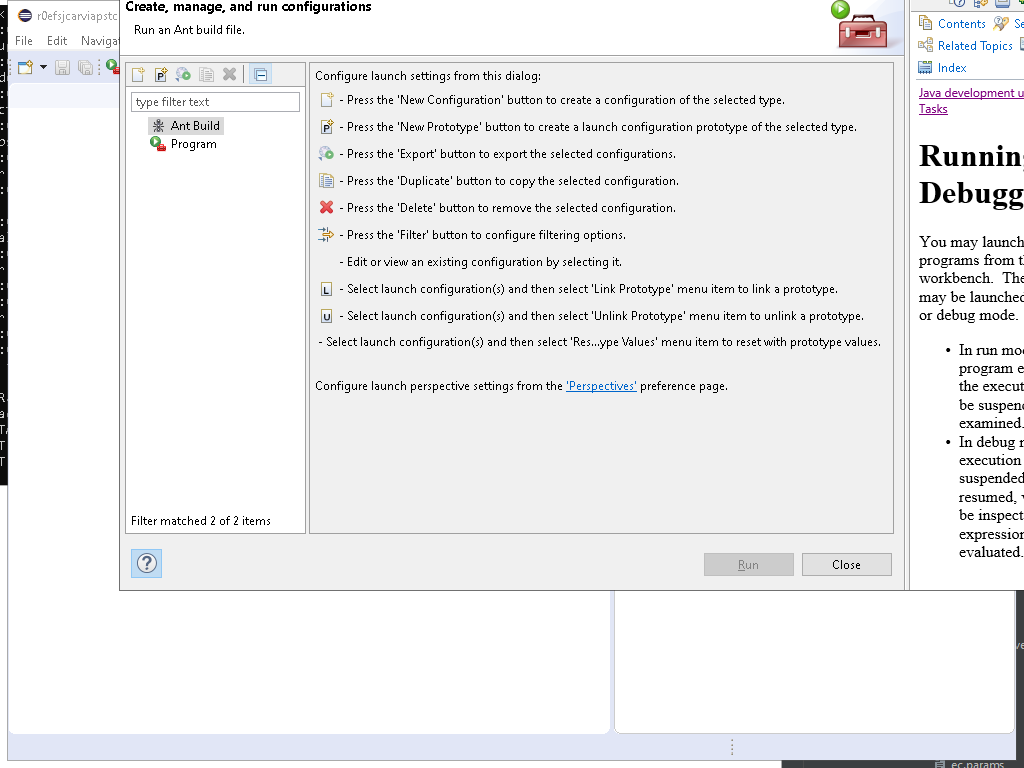 Create, manage, and run configurations
Run an Ant build file.
r0efsjcarviapstc
File Edit Naviga
type filter text
Ant Build
Program
Filter matched 2 of 2 items
Configure launch settings from this dialog:
- Press the 'New Configuration' button to create a configuration of the selected type.
- Press the 'New Prototype' button to create a launch configuration prototype of the selected type.
- Press the 'Export' button to export the selected configurations.
- Press the 'Duplicate' button to copy the selected configuration.
- Press the 'Delete' button to remove the selected configuration.
- Press the 'Filter' button to configure filtering options.
- Edit or view an existing configuration by selecting it.
L - Select launch configuration(s) and then select 'Link Prototype' menu item to link a prototype.
U - Select launch configuration(s) and then select 'Unlink Prototype' menu item to unlink a prototype.
- Select launch configuration(s) and then select 'Res...ype Values' menu item to reset with prototype values.
Configure launch perspective settings from the 'Perspectives' preference page.
Run Close
Contents Se
Related Topics
Index
Java development u
Tasks
Running
Debugg
You may launch
programs from th
workbench. The
may be launched
or debug mode.
• In run mod
program e
the execut
be suspend
examined.
• In debug m
execution
suspended
resumed, v
be inspect
expression
evaluated.
ec.params